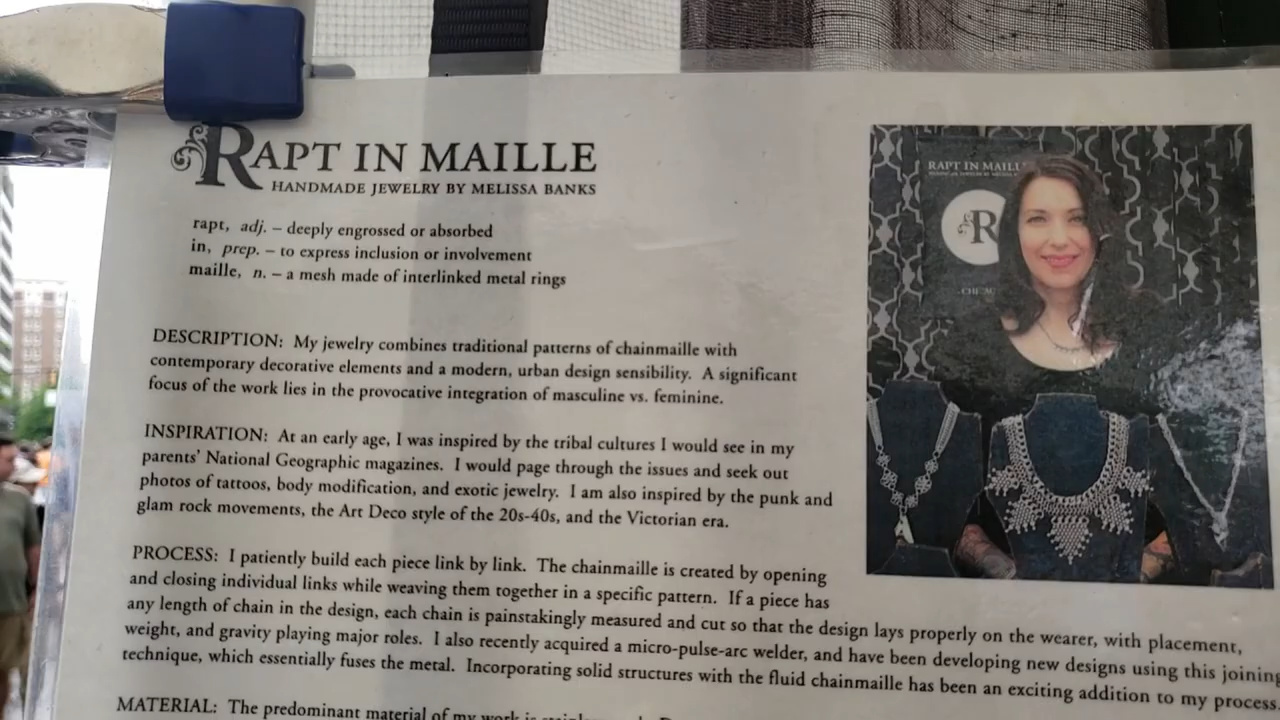 RAPT IN MAILLE
HANDMADE JEWELRY BY MELISSA BANKS
rapt, adj. – deeply engrossed or absorbed
in, prep. – to express inclusion or involvement
maille, n. – a mesh made of interlinked metal rings
RAPT IN MAILLE
R
DESCRIPTION: My jewelry combines traditional patterns of chainmaille with
contemporary decorative elements and a modern, urban design sensibility. A significant
focus of the work lies in the provocative integration of masculine vs. feminine.
INSPIRATION: At an early age, I was inspired by the tribal cultures I would see in my
parents' National Geographic magazines. I would page through the issues and seek out
photos of tattoos, body modification, and exotic jewelry. I am also inspired by the punk and
glam rock movements, the Art Deco style of the 20s-40s, and the Victorian era.
PROCESS: I patiently build each piece link by link. The chainmaille is created by opening
and closing individual links while weaving them together in a specific pattern. If a piece has
any length of chain in the design, each chain is painstakingly measured and cut so that the design lays properly on the wearer, with placement,
weight, and gravity playing major roles. I also recently acquired a micro-pulse-arc welder, and have been developing new designs using this joining
technique, which essentially fuses the metal. Incorporating solid structures with the fluid chainmaille has been an exciting addition to my process.
MATERIAL: The predominant material of my work is